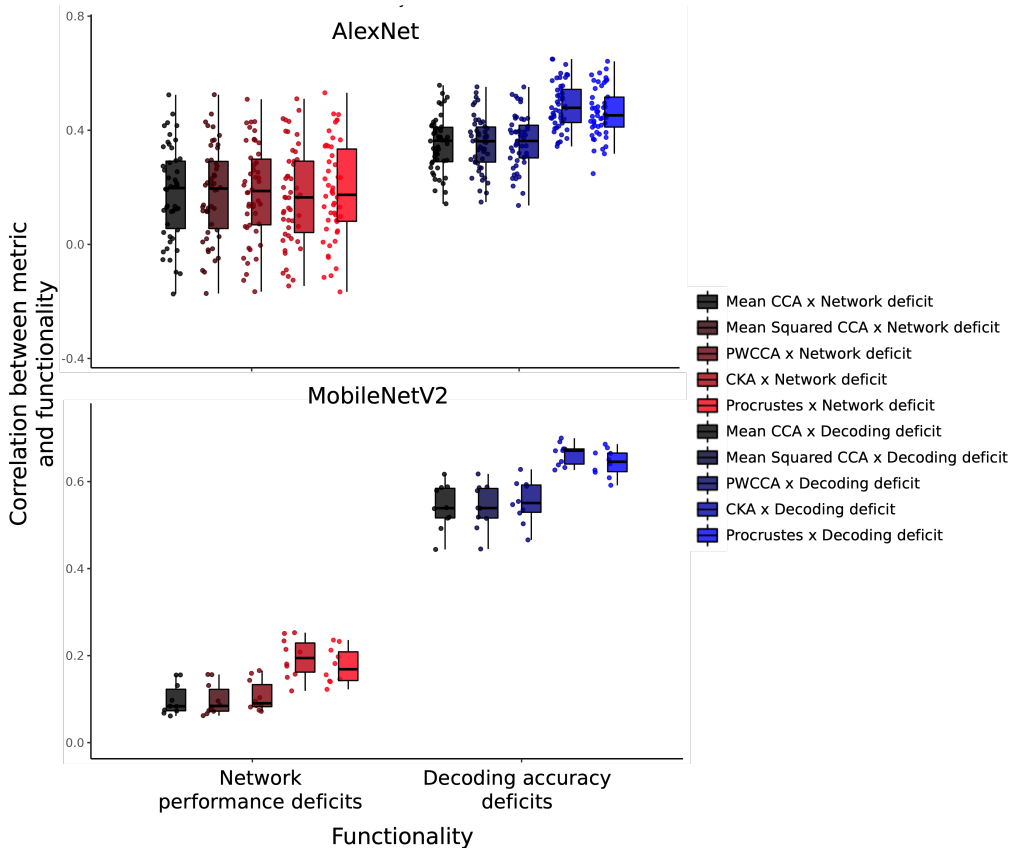 AlexNet
0.8
0.4
0.0
-0.4
MobileNetV2
0.6
0.4
0.2
0.0
Correlation between metric
and functionality
Network
performance deficits
Decoding accuracy
deficits
Functionality
Mean CCA x Network deficit
Mean Squared CCA x Network deficit
PWCCA x Network deficit
CKA x Network deficit
Procrustes x Network deficit
Mean CCA x Decoding deficit
Mean Squared CCA x Decoding deficit
PWCCA x Decoding deficit
CKA x Decoding deficit
Procrustes x Decoding deficit